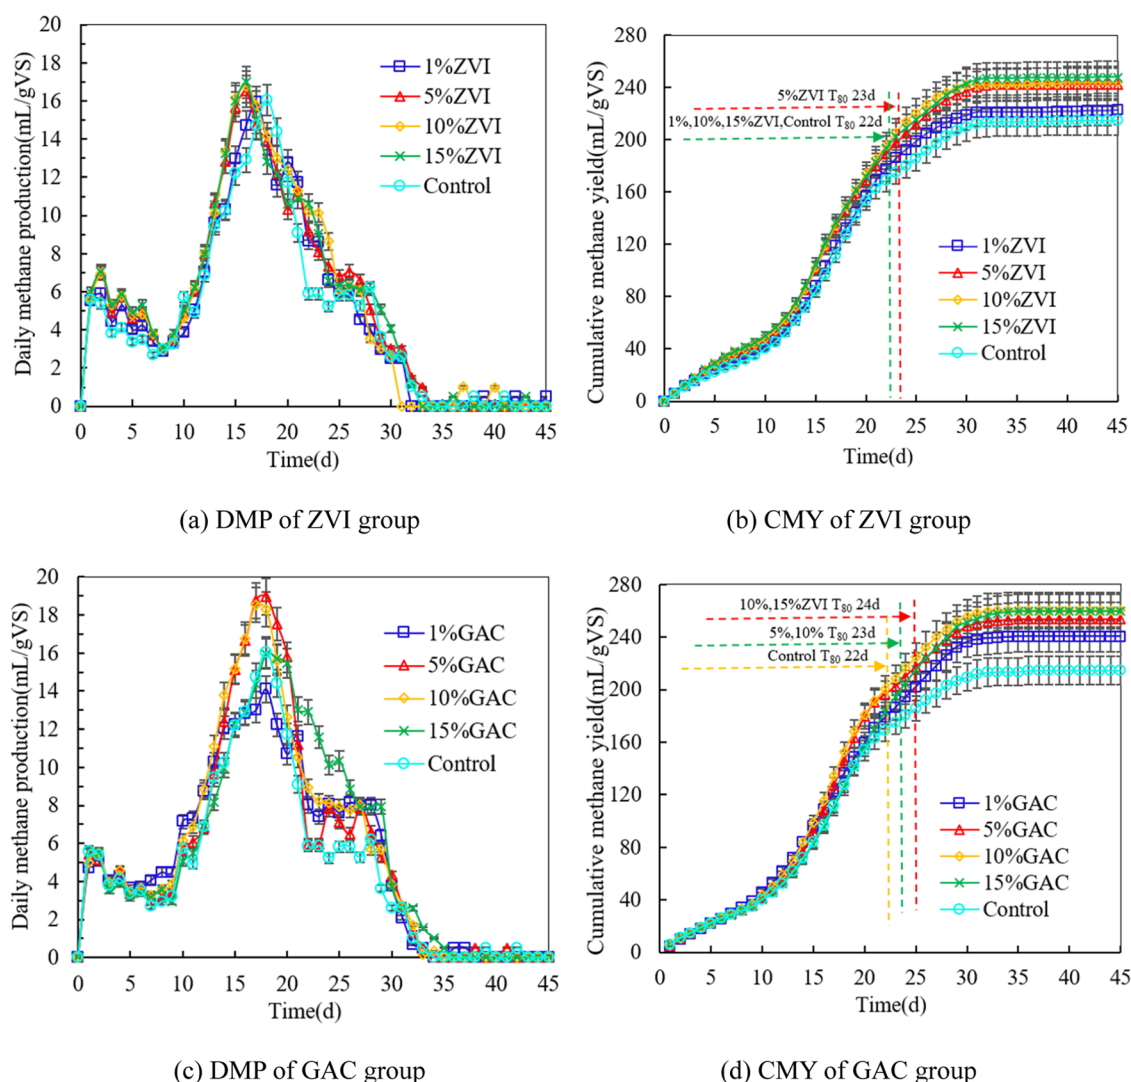 20
18
16
14
12
10
8
6
4
2
0
Daily methane production(mL/gVS)
1%ZVI
5%ZVI
10%ZVI
15%ZVI
Control
0 5 10 15 20 25 30 35 40 45
Time(d)
(a) DMP of ZVI group
280
240
200
160
120
80
40
0
Cumulative methane yield(mL/gVS)
5%ZVI T80 23d
1%,10%,15%ZVI,Control T80 22d
1%ZVI
5%ZVI
10%ZVI
15%ZVI
Control
0 5 10 15 20 25 30 35 40 45
Time(d)
(b) CMY of ZVI group
20
18
16
14
12
10
8
6
4
2
0
Daily methane production(mL/gVS)
1%GAC
5%GAC
10%GAC
15%GAC
Control
0 5 10 15 20 25 30 35 40 45
Time(d)
(c) DMP of GAC group
280
240
200
160
120
80
40
0
Cumulative methane yield(mL/gVS)
10%,15%ZVI T80 24d
5%,10% T80 23d
Control T80 22d
1%GAC
5%GAC
10%GAC
15%GAC
Control
0 5 10 15 20 25 30 35 40 45
Time(d)
(d) CMY of GAC group